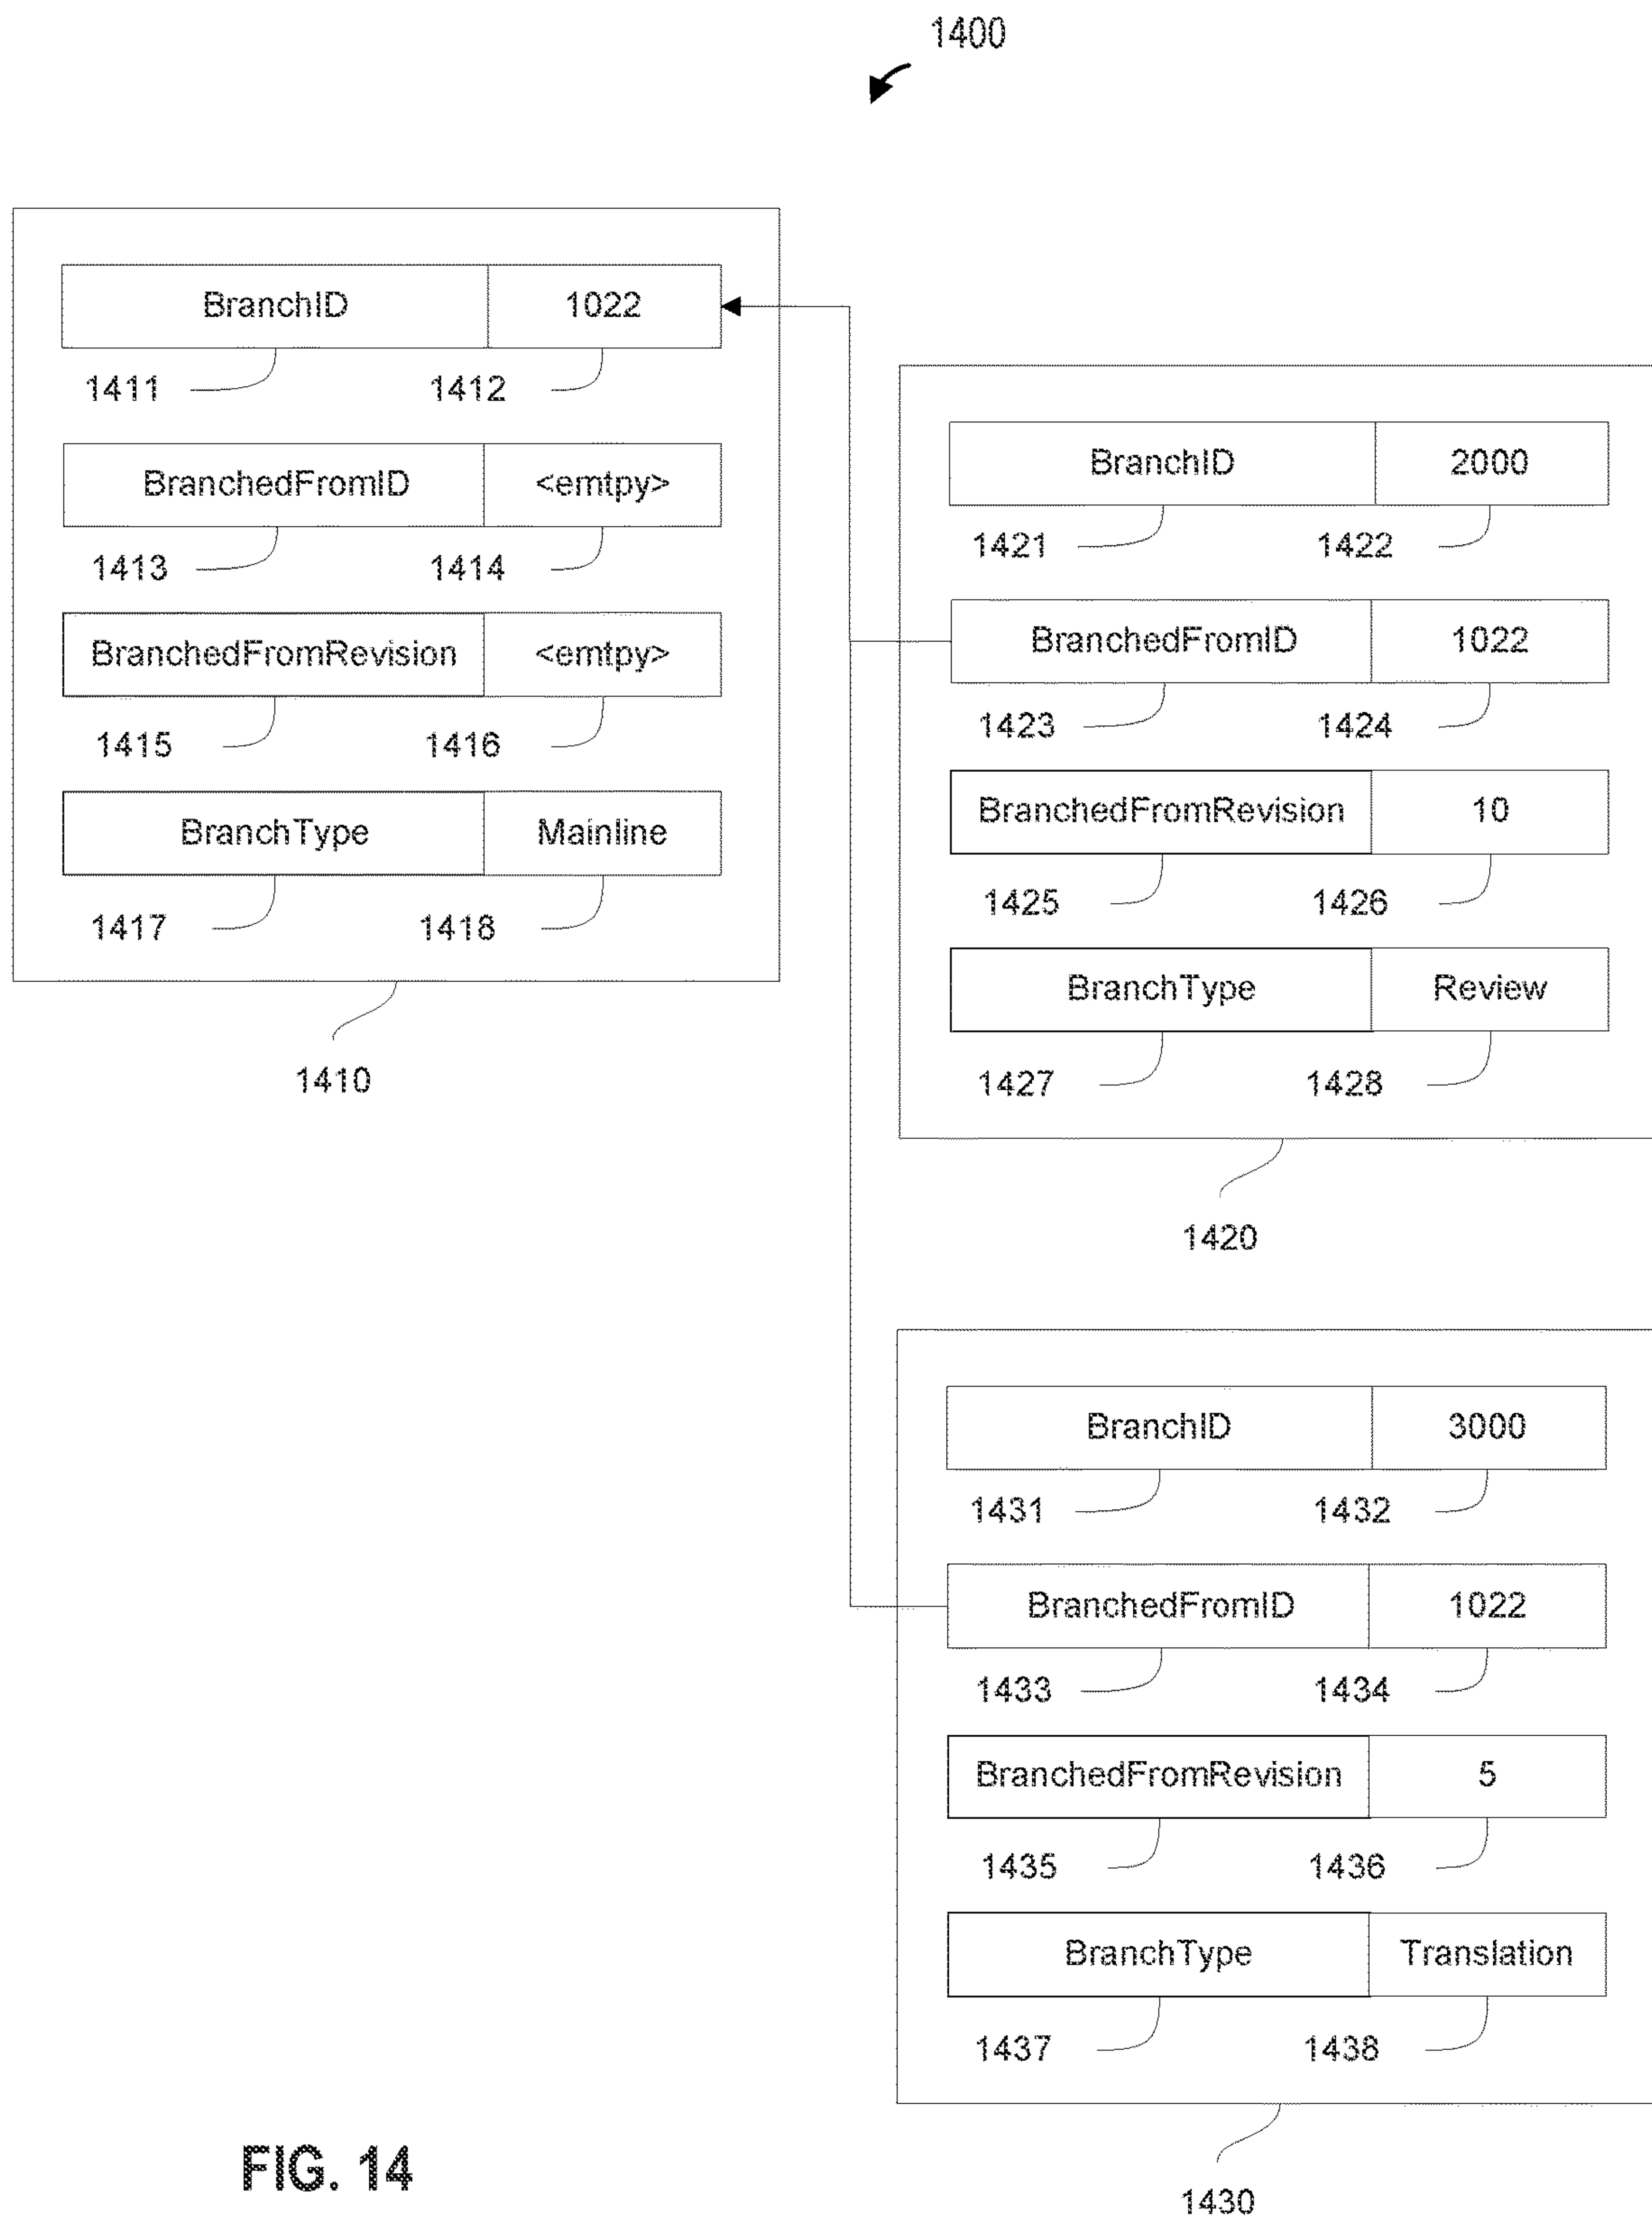 1400
BranchID 1022
1411 1412
BranchedFromID <emtpy>
1413 1414
BranchedFromRevision <emtpy>
1415 1416
BranchType Mainline
1417 1418
1410
BranchID 2000
1421 1422
BranchedFromID 1022
1423 1424
BranchedFromRevision 10
1425 1426
BranchType Review
1427 1428
1420
BranchID 3000
1431 1432
BranchedFromID 1022
1433 1434
BranchedFromRevision 5
1435 1436
BranchType Translation
1437 1438
1430
FIG. 14